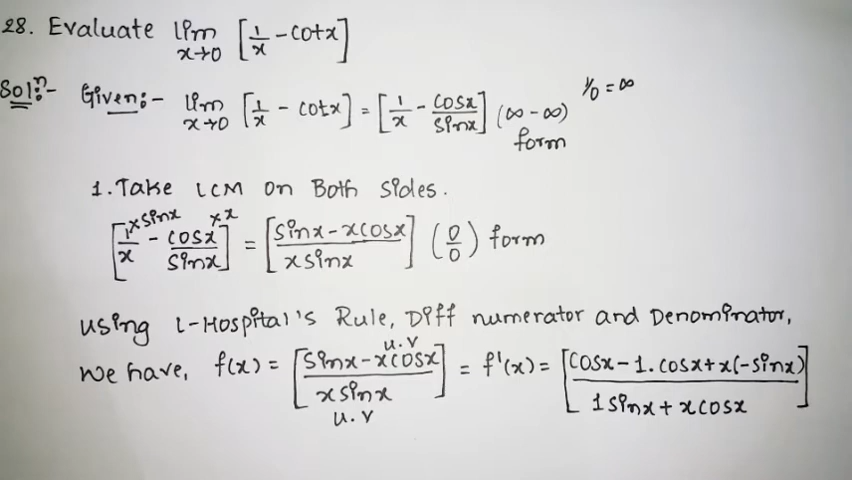 28. Evaluate lim x→0 [1/x - cotx]
Solⁿ:- Given:- lim x→0 [1/x - cotx] = [1/x - cosx/sinx] (∞-∞) form 1/0 = ∞
1. Take LCM on Both sides.
[1/x ×sinx - cosx/sinx ×x] = [sinx-xcosx / xsinx] (0/0) form
using L-Hospital's Rule, Diff numerator and Denominator,
we have, f(x) = [sinx-xcosx / xsinx] = f'(x) = [cosx-1.cosx+x(-sinx) / 1sinx+xcosx]
u.v
u.v